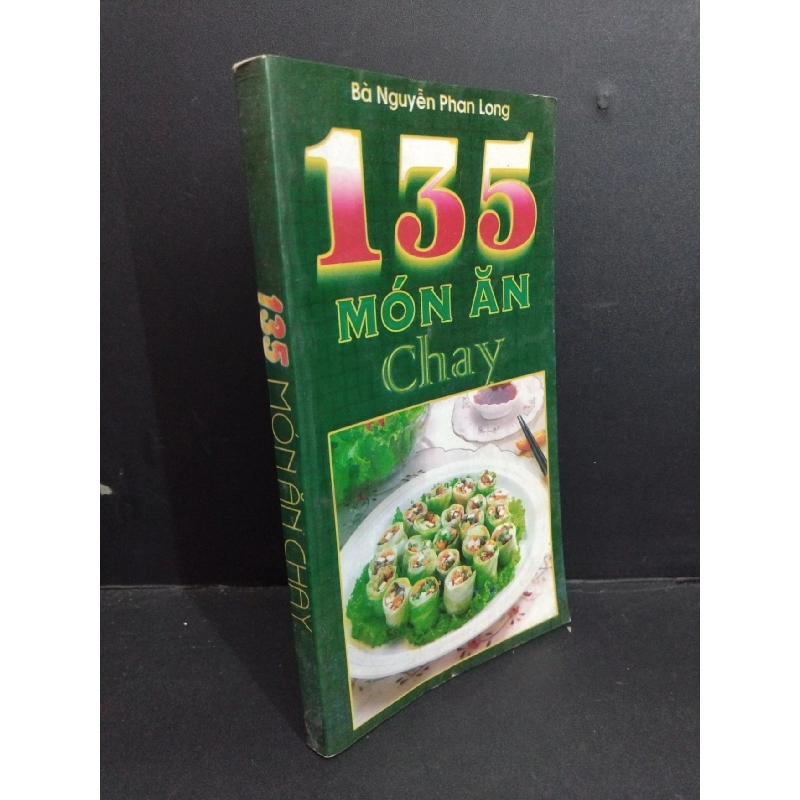 Bà Nguyễn Phan Long
135
MÓN ĂN
Chay
135 MÓN ĂN CHAY